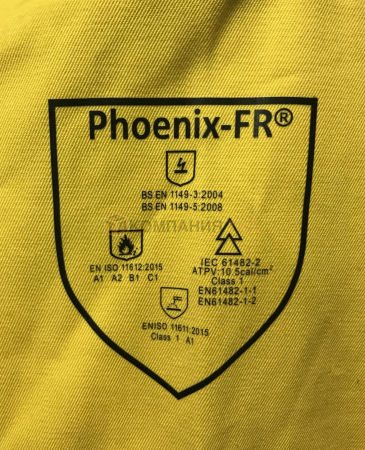 Phoenix-FR®
BS EN 1149-3:2004
BS EN 1149-5:2008
КОМПАНИЯ
EN ISO 11612:2015
A1 A2 B1 C1
IEC 61482-2
ATPV:10.5cal/cm²
Class 1
EN61482-1-1
EN61482-1-2
ENISO 11611:2015
Class 1 A1